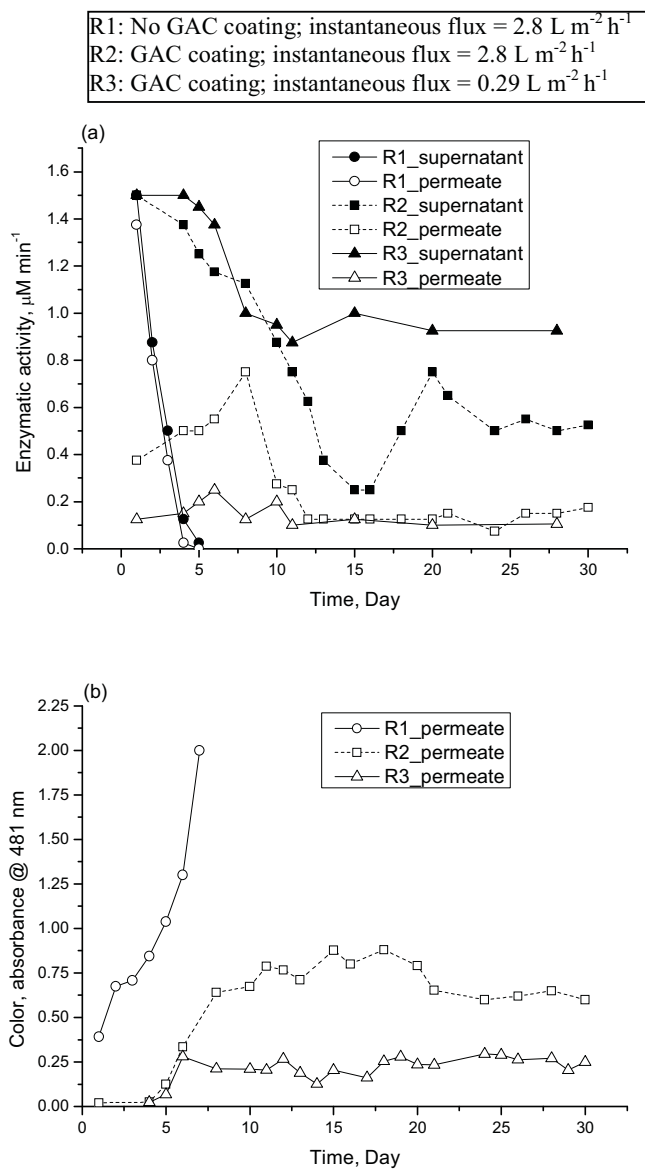 R1: No GAC coating; instantaneous flux = 2.8 L m⁻² h⁻¹
R2: GAC coating; instantaneous flux = 2.8 L m⁻² h⁻¹
R3: GAC coating; instantaneous flux = 0.29 L m⁻² h⁻¹
(a)
R1_supernatant
R1_permeate
R2_supernatant
R2_permeate
R3_supernatant
R3_permeate
Enzymatic activity, μM min⁻¹
1.6
1.4
1.2
1.0
0.8
0.6
0.4
0.2
0.0
0 5 10 15 20 25 30
Time, Day
(b)
R1_permeate
R2_permeate
R3_permeate
Color, absorbance @ 481 nm
2.25
2.00
1.75
1.50
1.25
1.00
0.75
0.50
0.25
0.00
0 5 10 15 20 25 30
Time, Day